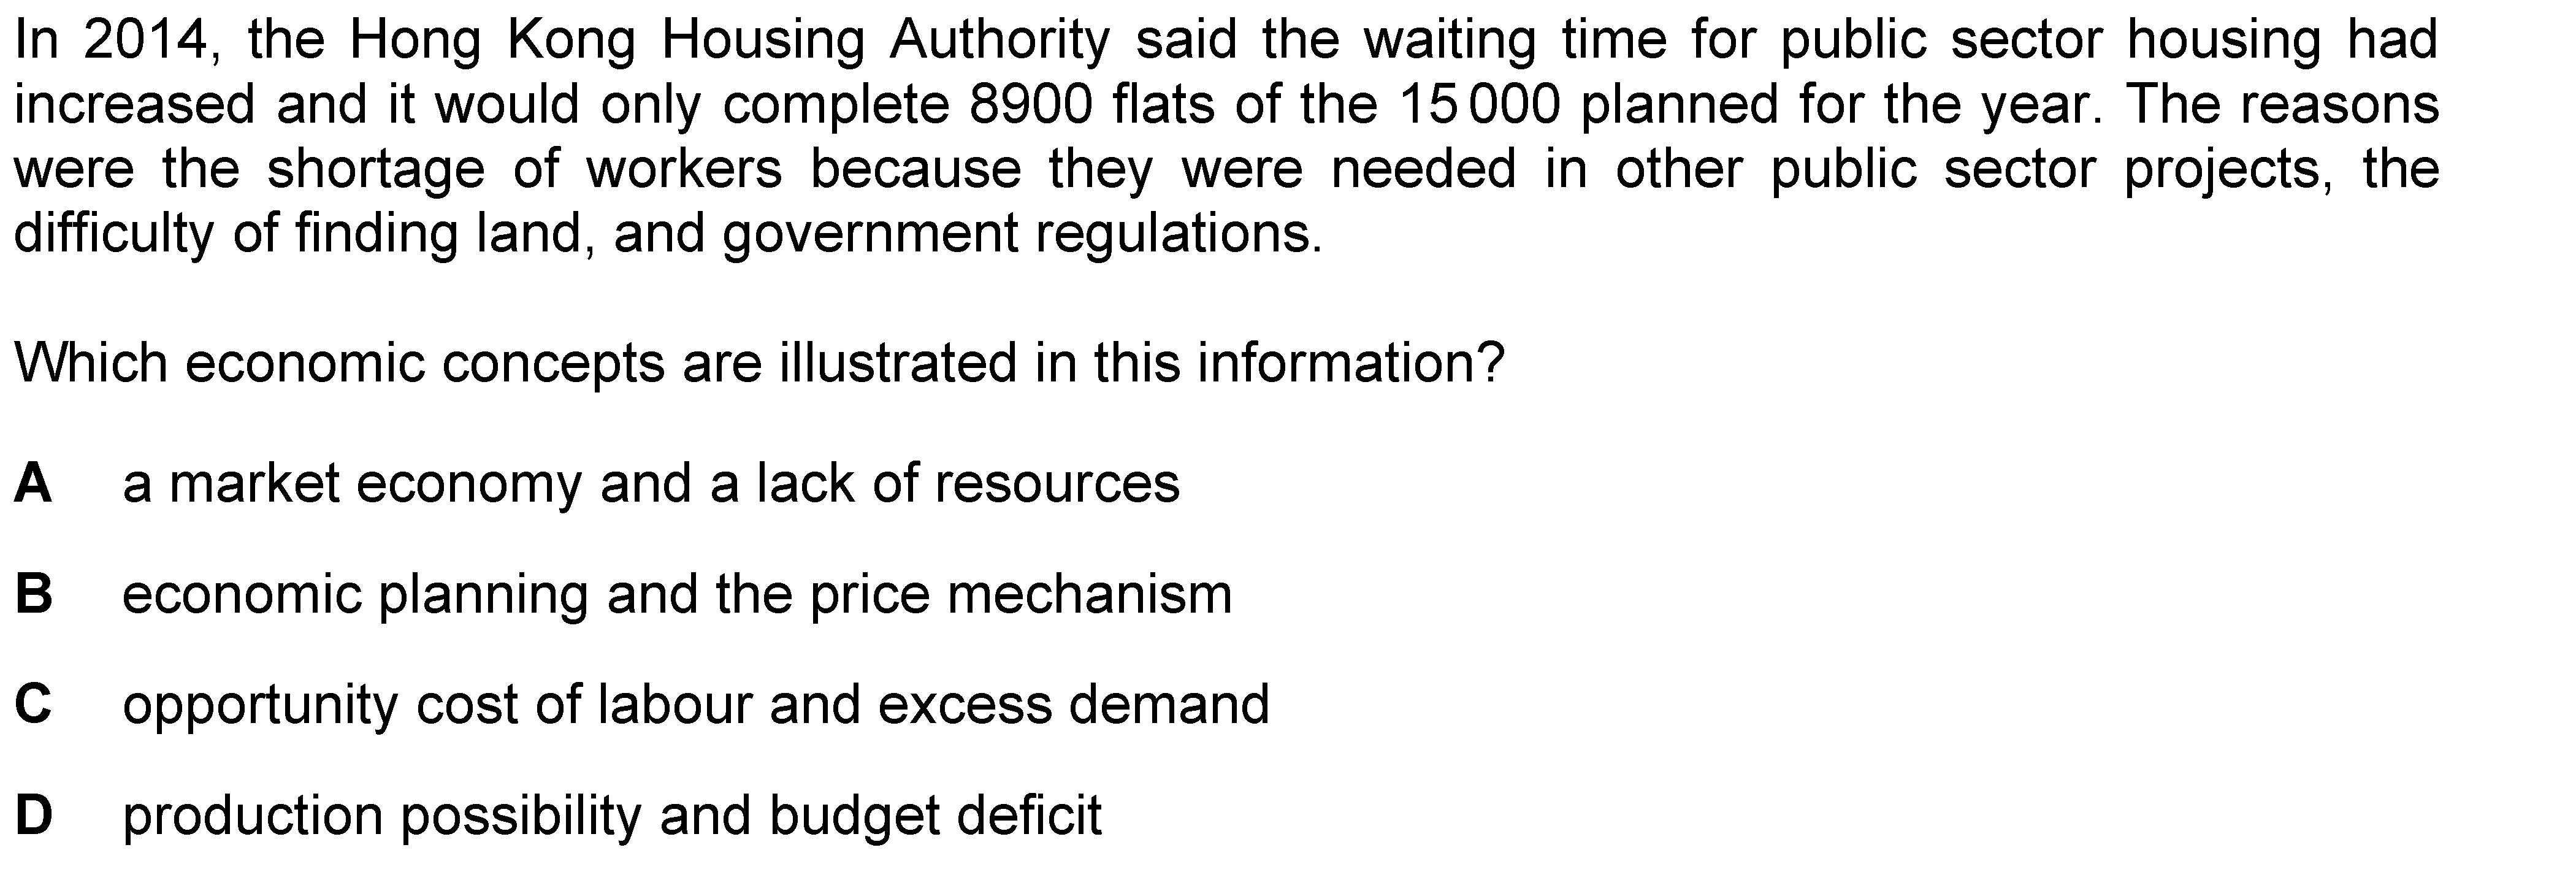 In 2014, the Hong Kong Housing Authority said the waiting time for public sector housing had
increased and it would only complete 8900 flats of the 15 000 planned for the year. The reasons
were the shortage of workers because they were needed in other public sector projects, the
difficulty of finding land, and government regulations.
Which economic concepts are illustrated in this information?
A a market economy and a lack of resources
B economic planning and the price mechanism
C opportunity cost of labour and excess demand
D production possibility and budget deficit